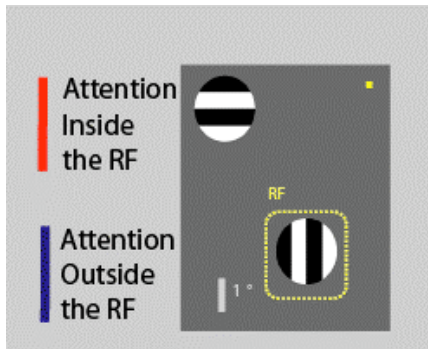 Attention
Inside
the RF
RF
Attention
Outside
the RF
1 °